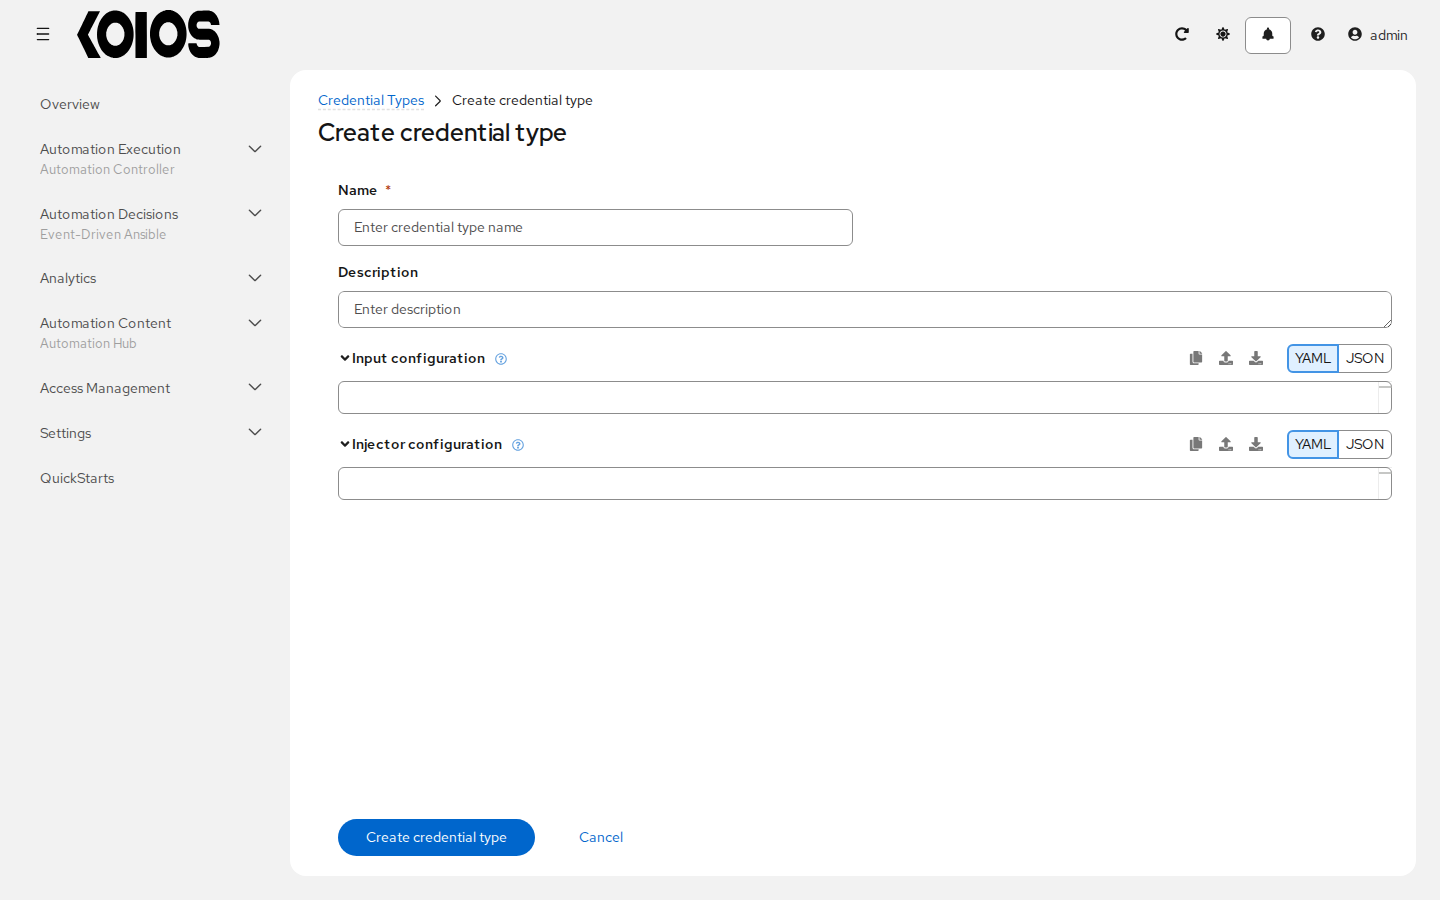 KOIOS
admin
Overview
Automation Execution
Automation Controller
Automation Decisions
Event-Driven Ansible
Analytics
Automation Content
Automation Hub
Access Management
Settings
QuickStarts
Credential Types > Create credential type
Create credential type
Name *
Enter credential type name
Description
Enter description
Input configuration
YAML JSON
Injector configuration
YAML JSON
Create credential type Cancel